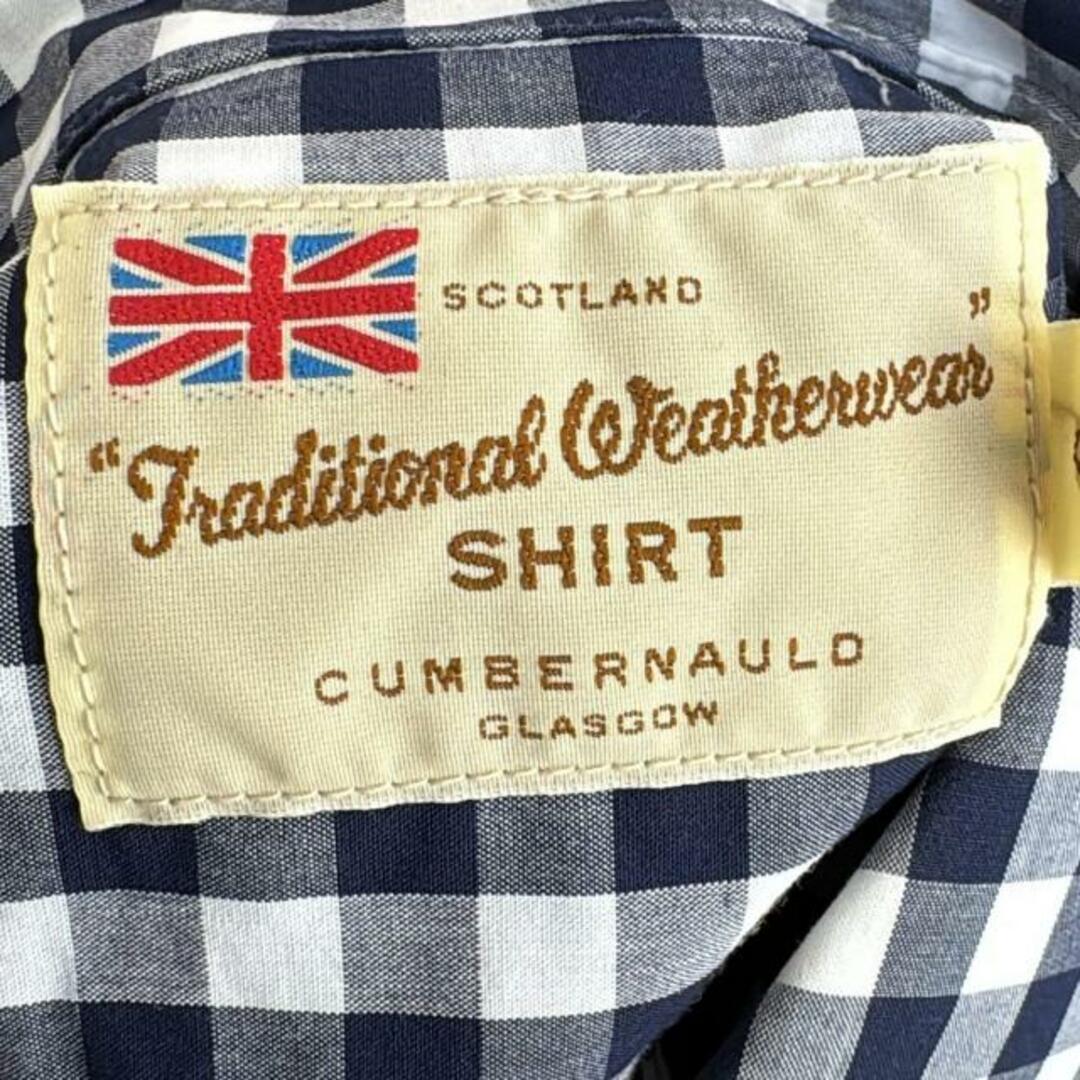 SCOTLAND
"Traditional Weatherwear"
SHIRT
CUMBERNAULD
GLASGOW